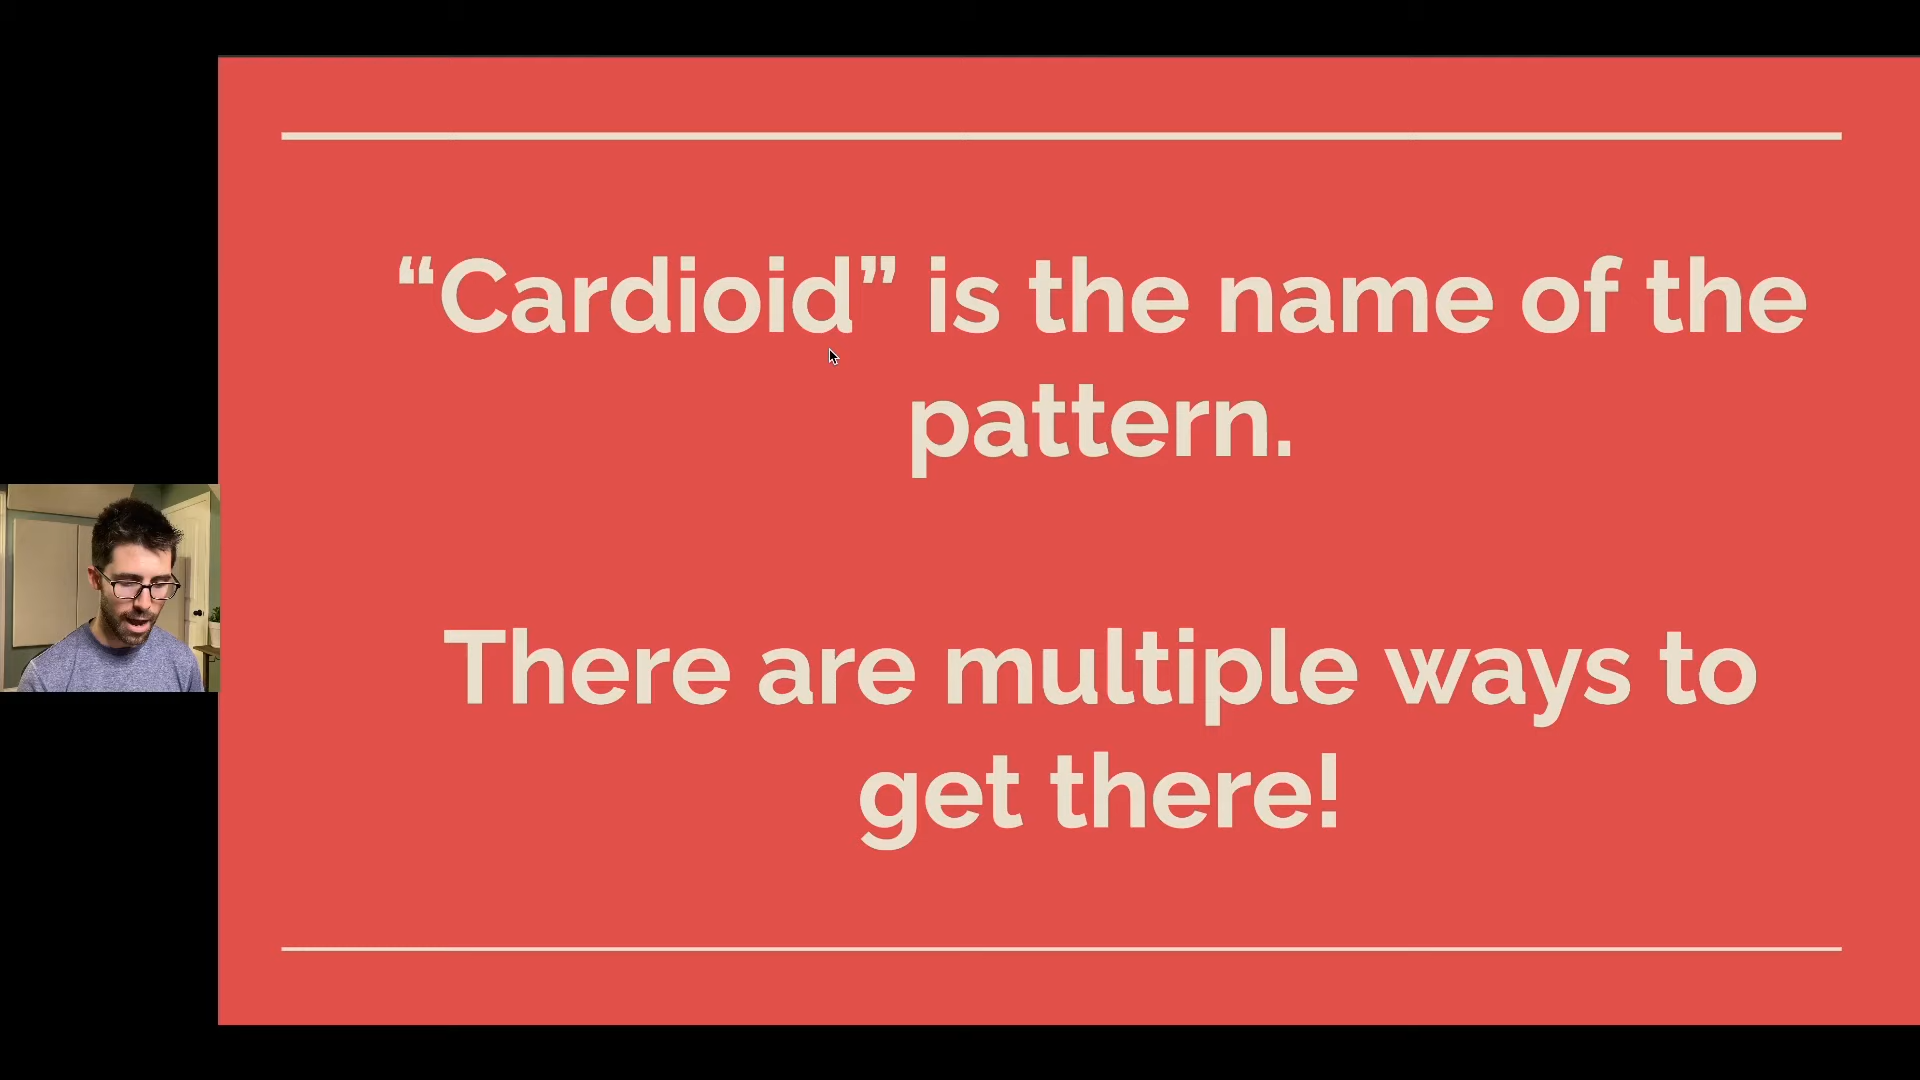 “Cardioid” is the name of the
pattern.
There are multiple ways to
get there!